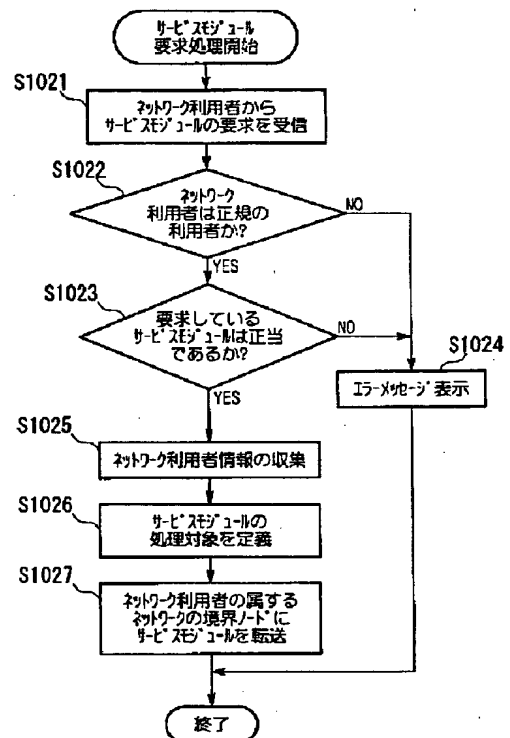 サービスモジュール
要求処理開始
S1021
ネットワーク利用者から
サービスモジュールの要求を受信
S1022
ネットワーク
利用者は正規の
利用者か?
NO
YES
S1023
要求している
サービスモジュールは正当
であるか?
NO
YES
S1024
エラーメッセージ表示
S1025
ネットワーク利用者情報の収集
S1026
サービスモジュールの
処理対象を定義
S1027
ネットワーク利用者の属する
ネットワークの境界ノードに
サービスモジュールを転送
終了